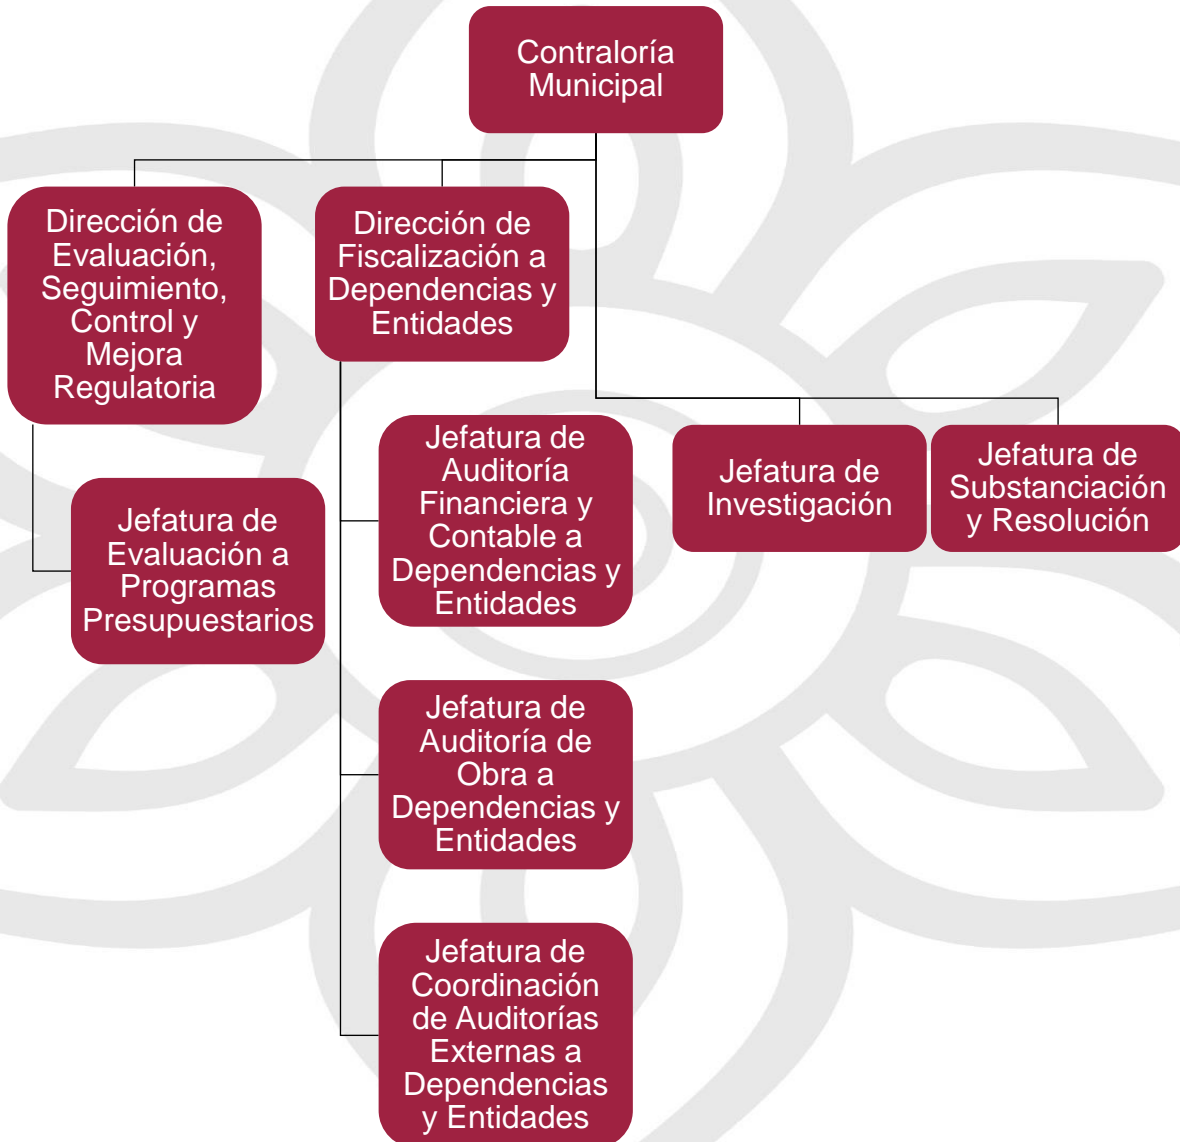 Contraloría
Municipal
Dirección de
Evaluación,
Seguimiento,
Control y
Mejora
Regulatoria
Dirección de
Fiscalización a
Dependencias y
Entidades
Jefatura de
Evaluación a
Programas
Presupuestarios
Jefatura de
Auditoría
Financiera y
Contable a
Dependencias y
Entidades
Jefatura de
Auditoría de
Obra a
Dependencias y
Entidades
Jefatura de
Coordinación
de Auditorías
Externas a
Dependencias
y Entidades
Jefatura de
Investigación
Jefatura de
Substanciación
y Resolución